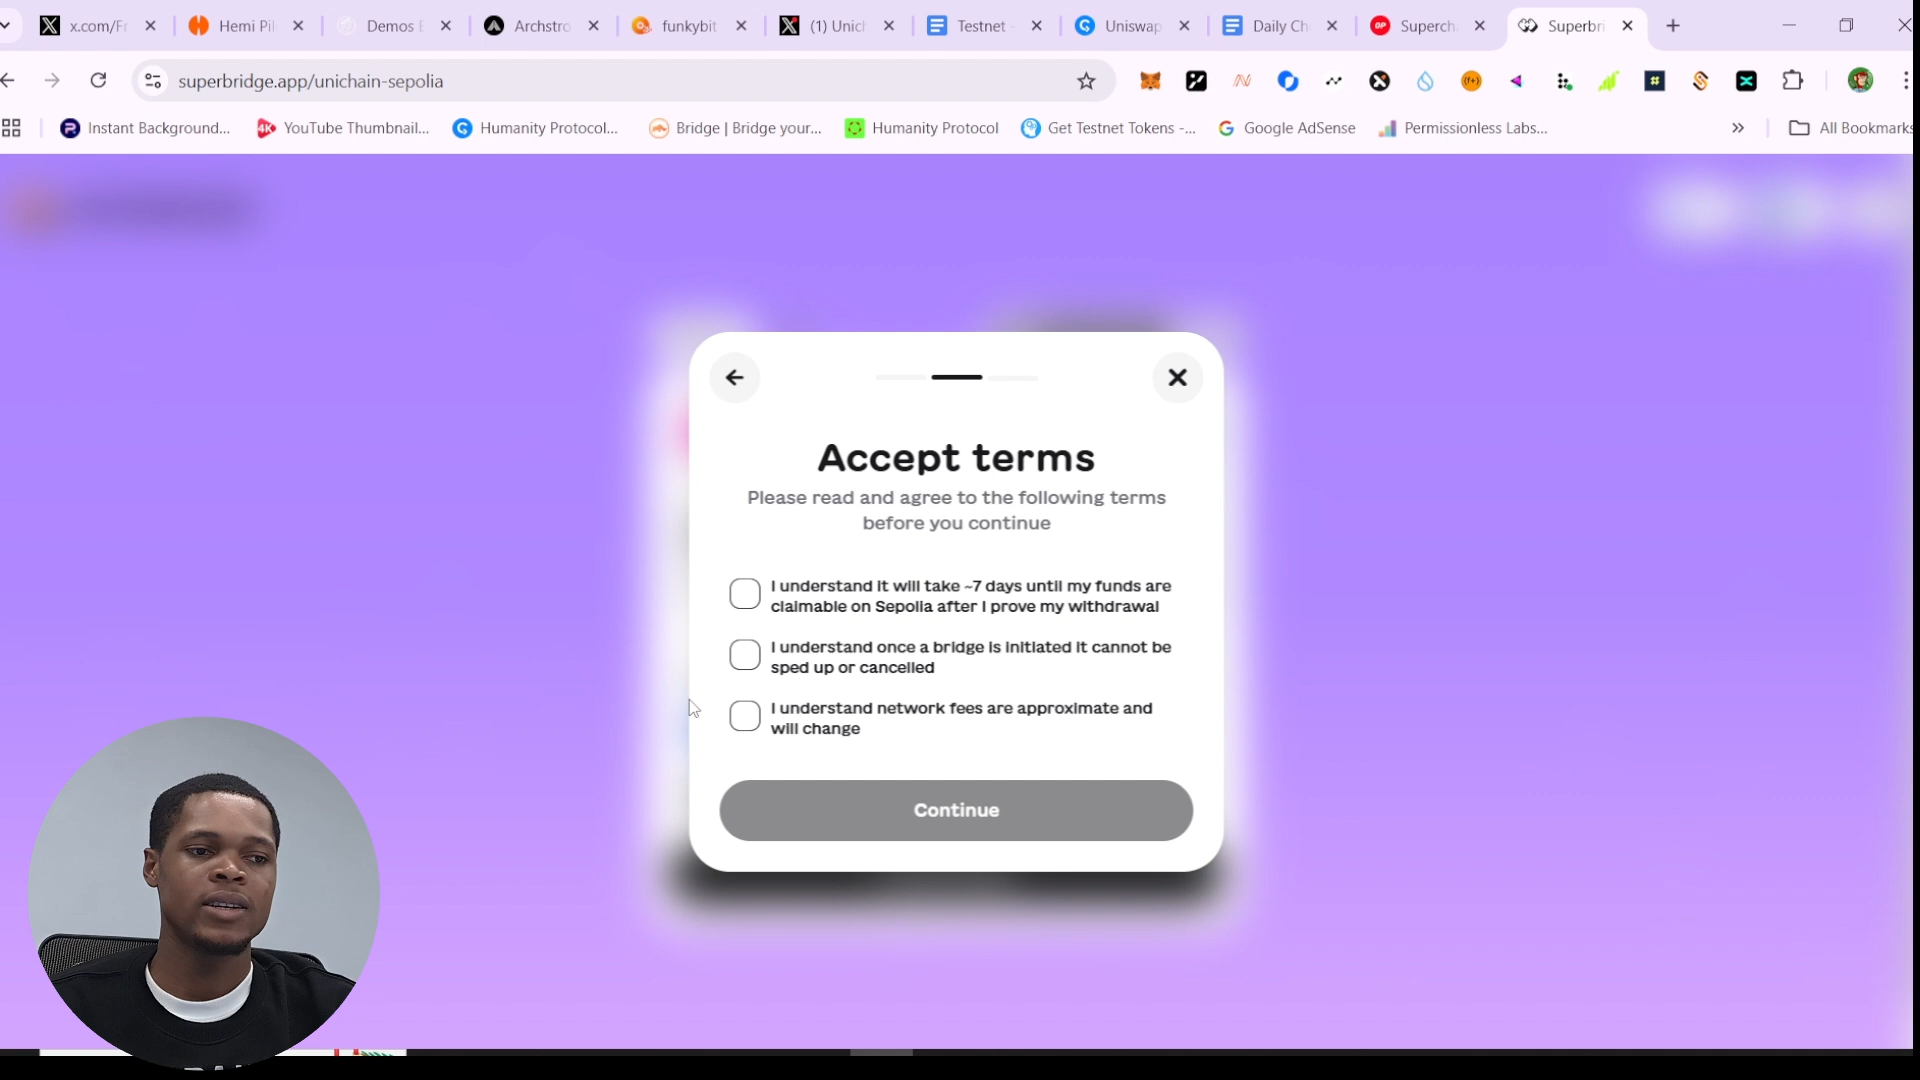 x.com/Fr
Hemi Pil
Demos E
Archstro
funkybit
(1) Unich
Testnet -
Uniswap
Daily Ch
Superch
Superbri
superbridge.app/unichain-sepolia
Instant Background...
YouTube Thumbnail...
Humanity Protocol...
Bridge | Bridge your...
Humanity Protocol
Get Testnet Tokens -...
Google AdSense
Permissionless Labs...
All Bookmarks
Accept terms
Please read and agree to the following terms
before you continue
I understand it will take ~7 days until my funds are
claimable on Sepolia after I prove my withdrawal
I understand once a bridge is initiated it cannot be
sped up or cancelled
I understand network fees are approximate and
will change
Continue